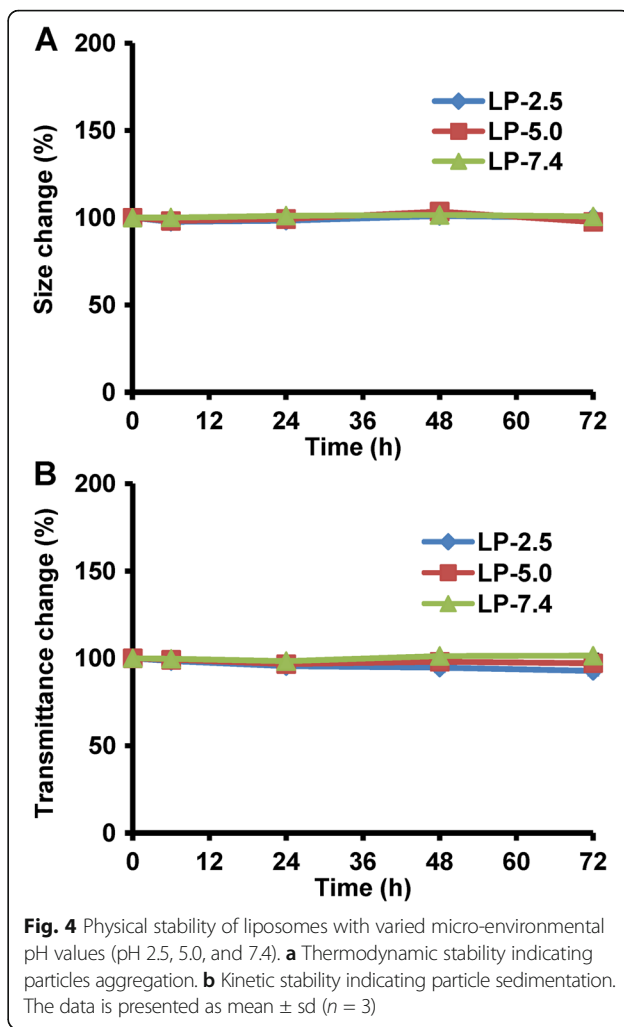 A
200
150
100
50
0
Size change (%)
LP-2.5
LP-5.0
LP-7.4
0 12 24 36 48 60 72
Time (h)
B
200
150
100
50
0
Transmittance change (%)
LP-2.5
LP-5.0
LP-7.4
0 12 24 36 48 60 72
Time (h)
Fig. 4 Physical stability of liposomes with varied micro-environmental
pH values (pH 2.5, 5.0, and 7.4). a Thermodynamic stability indicating
particles aggregation. b Kinetic stability indicating particle sedimentation.
The data is presented as mean ± sd (n = 3)